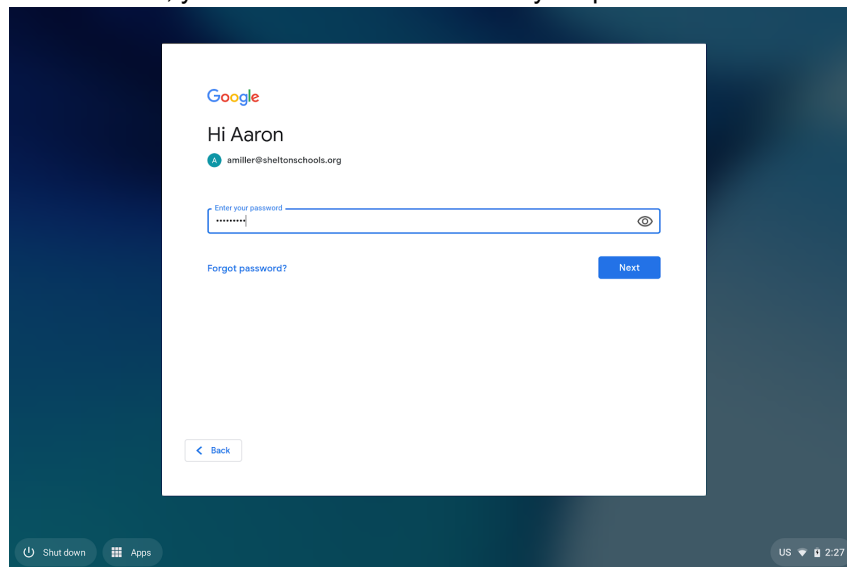 Google
Hi Aaron
A amiller@sheltonschools.org
Enter your password
•••••••••
Forgot password?
Next
Back
Shut down
Apps
US 2:27